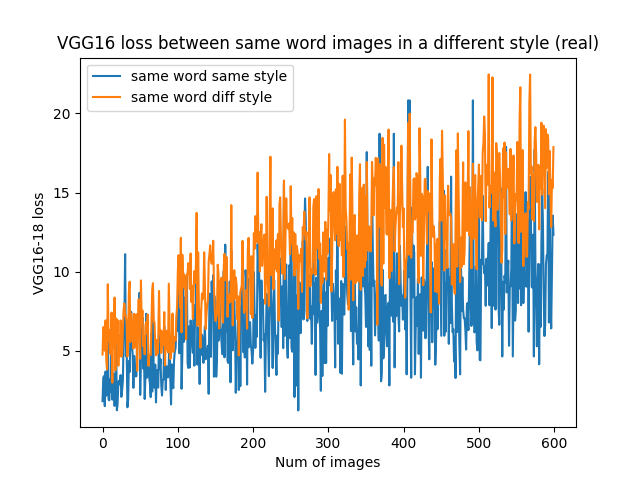 VGG16 loss between same word images in a different style (real)
same word same style
same word diff style
20
15
10
5
VGG16-18 loss
0 100 200 300 400 500 600
Num of images